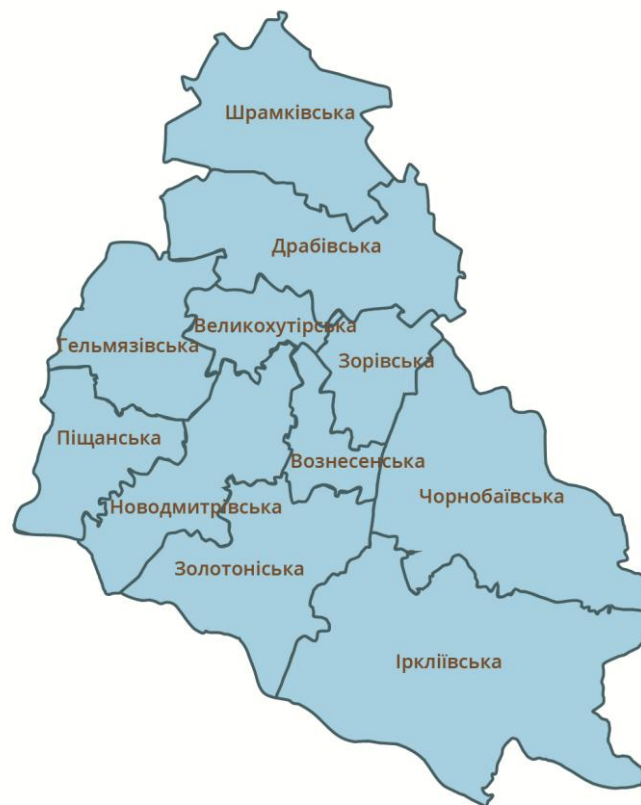 Шрамківська
Драбівська
Великохутірська
Гельмязівська
Зорівська
Піщанська
Вознесенська
Чорнобаївська
Новодмитрівська
Золотоніська
Іркліївська